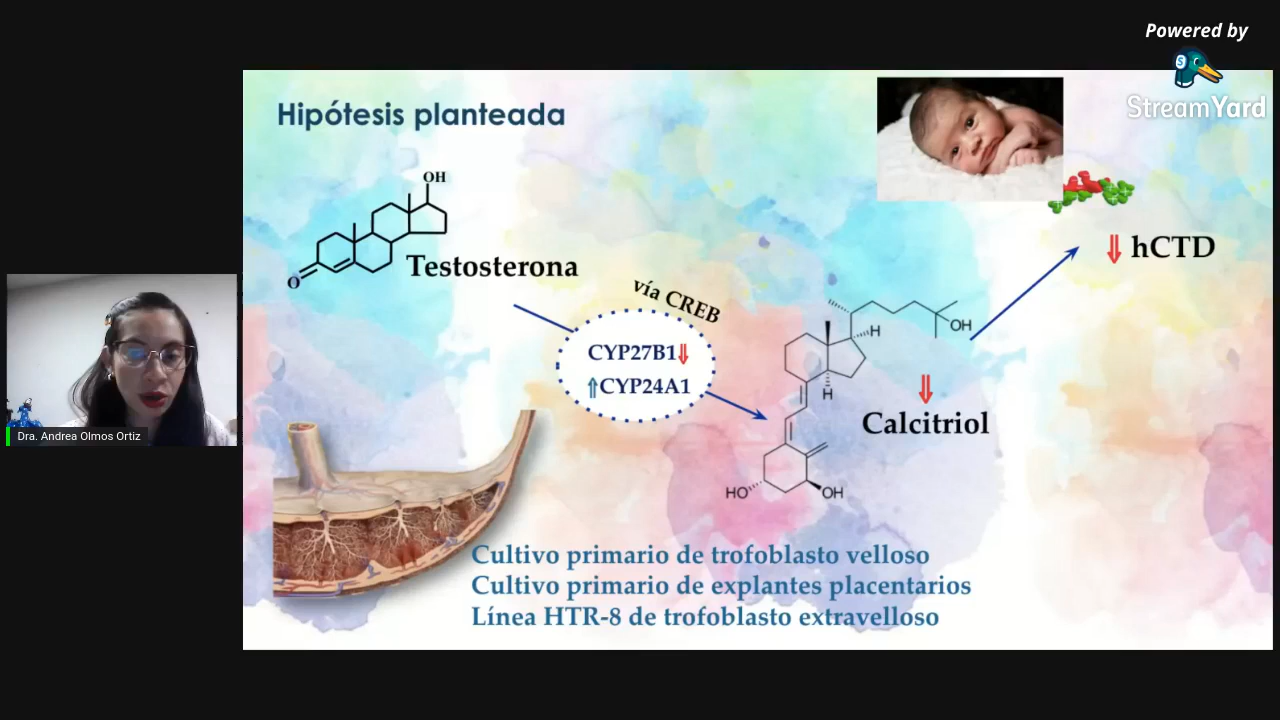 Powered by
StreamYard
Hipótesis planteada
OH
O
Testosterona
vía CREB
CYP27B1⇓
⇑CYP24A1
⇓ hCTD
H
OH
H
⇓
Calcitriol
HO
OH
Dra. Andrea Olmos Ortiz
Cultivo primario de trofoblasto velloso
Cultivo primario de explantes placentarios
Línea HTR-8 de trofoblasto extravelloso